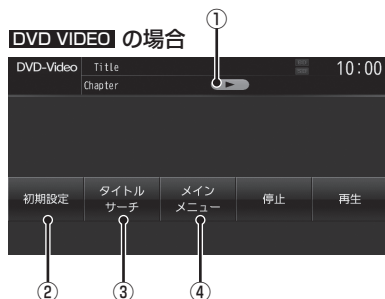 ①
DVD VIDEO の場合
DVD-Video Title 10:00
Chapter
初期設定 タイトル サーチ メイン メニュー 停止 再生
② ③ ④